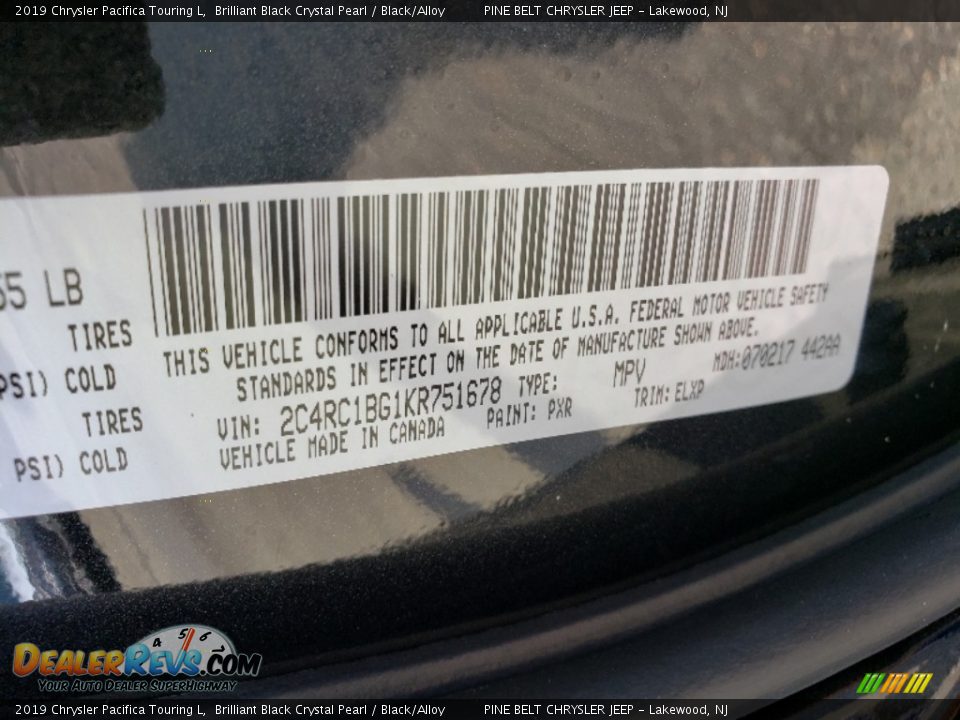 2019 Chrysler Pacifica Touring L, Brilliant Black Crystal Pearl / Black/Alloy PINE BELT CHRYSLER JEEP - Lakewood, NJ
LB
TIRES
PSI) COLD
TIRES
PSI) COLD
THIS VEHICLE CONFORMS TO ALL APPLICABLE U.S.A. FEDERAL MOTOR VEHICLE SAFETY
STANDARDS IN EFFECT ON THE DATE OF MANUFACTURE SHOWN ABOVE.
VIN: 2C4RC1BG1KR751678 TYPE: MPV MDH:070217 442AA
VEHICLE MADE IN CANADA PAINT: PXR TRIM: ELXP
4 5 6
DEALERREVS.COM
YOUR AUTO DEALER SUPERHIGHWAY
2019 Chrysler Pacifica Touring L, Brilliant Black Crystal Pearl / Black/Alloy PINE BELT CHRYSLER JEEP - Lakewood, NJ